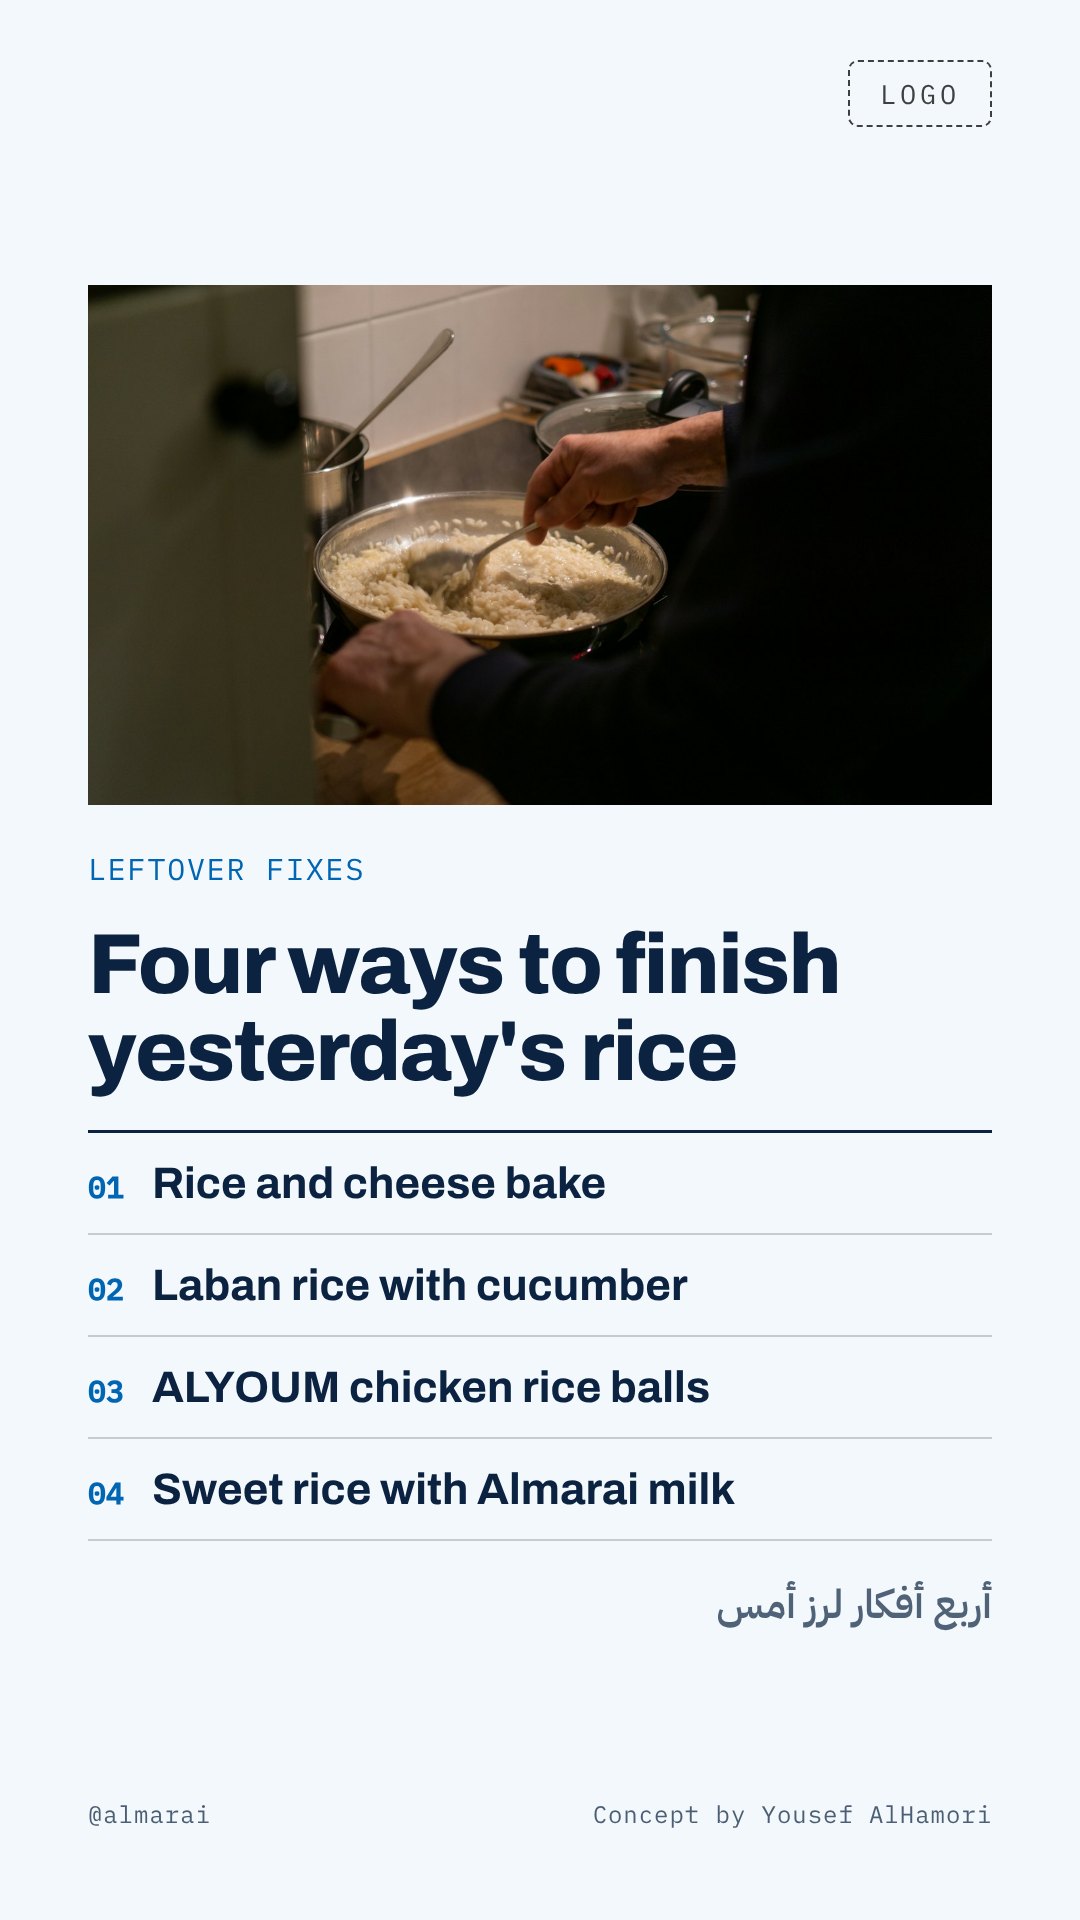 LOGO
LEFTOVER FIXES
Four ways to finish
yesterday's rice
01 Rice and cheese bake
02 Laban rice with cucumber
03 ALYOUM chicken rice balls
04 Sweet rice with Almarai milk
أربع أفكار لرز أمس
@almarai
Concept by Yousef AlHamori